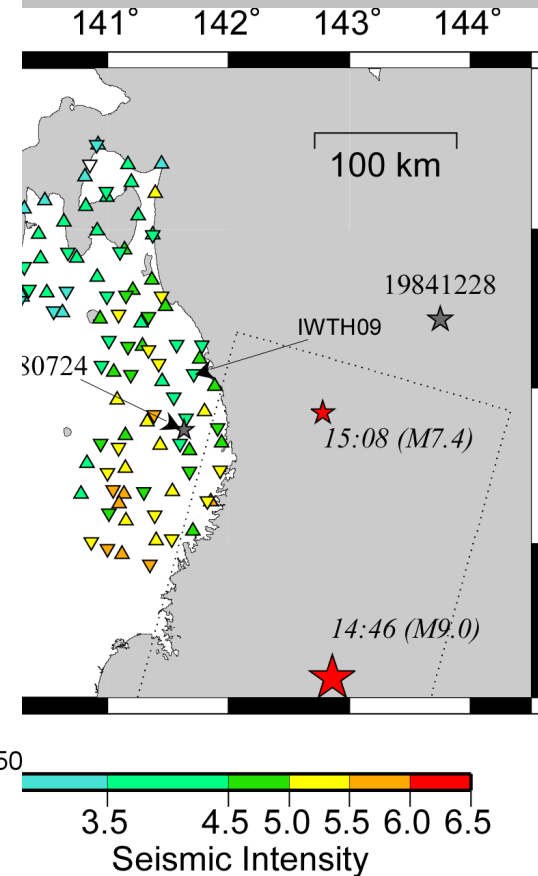 141° 142° 143° 144°
100 km
19841228
IWTH09
80724
15:08 (M7.4)
14:46 (M9.0)
50
3.5 4.5 5.0 5.5 6.0 6.5
Seismic Intensity